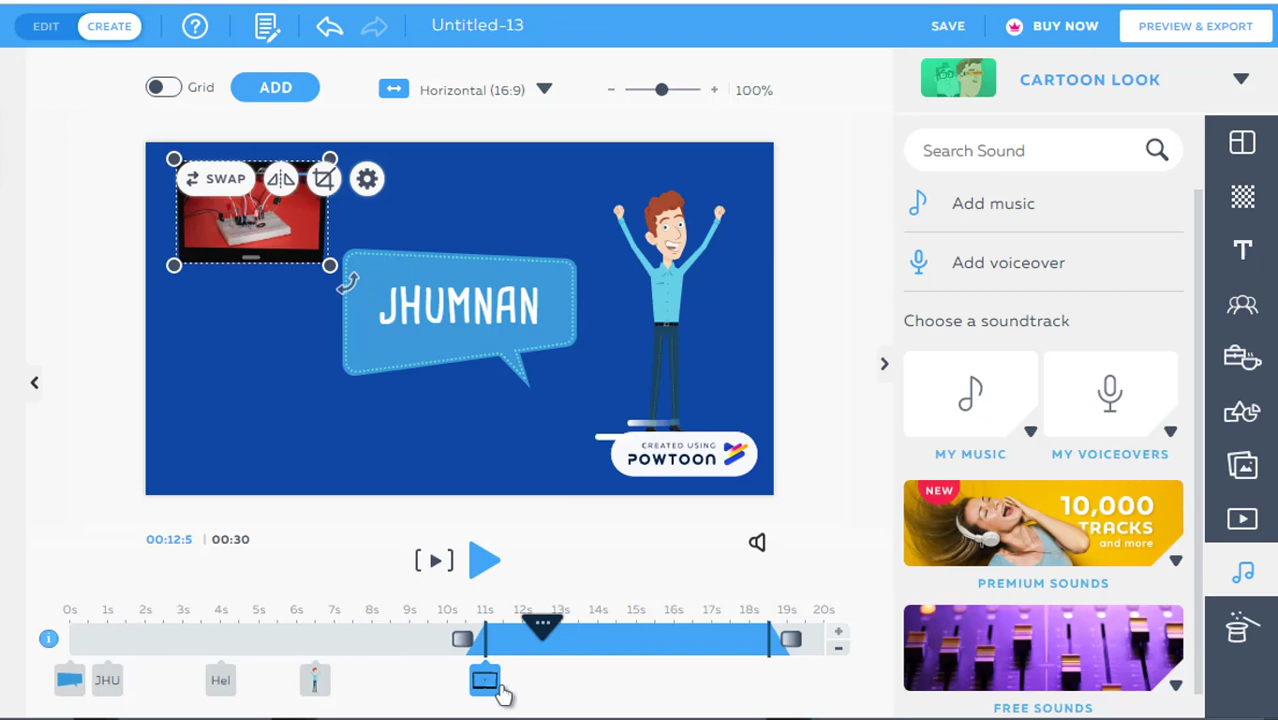 EDIT CREATE Untitled-13 SAVE BUY NOW PREVIEW & EXPORT
Grid ADD Horizontal (16:9) - + 100%
CARTOON LOOK
Search Sound
SWAP
Add music
Add voiceover
JHUMNAN
Choose a soundtrack
CREATED USING
POWTOON
MY MUSIC MY VOICEOVERS
NEW
10,000
TRACKS
and more
PREMIUM SOUNDS
00:12:5 00:30
0s 1s 2s 3s 4s 5s 6s 7s 8s 9s 10s 11s 12s 13s 14s 15s 16s 17s 18s 19s 20s
JHU Hel
FREE SOUNDS